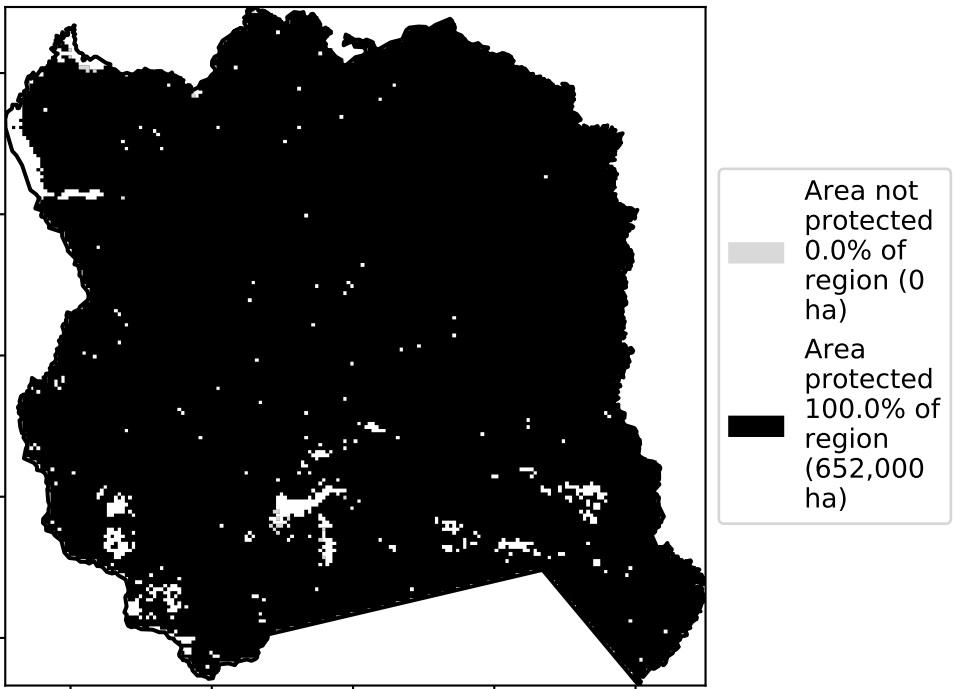 Area not
protected
0.0% of
region (0
ha)
Area
protected
100.0% of
region
(652,000
ha)